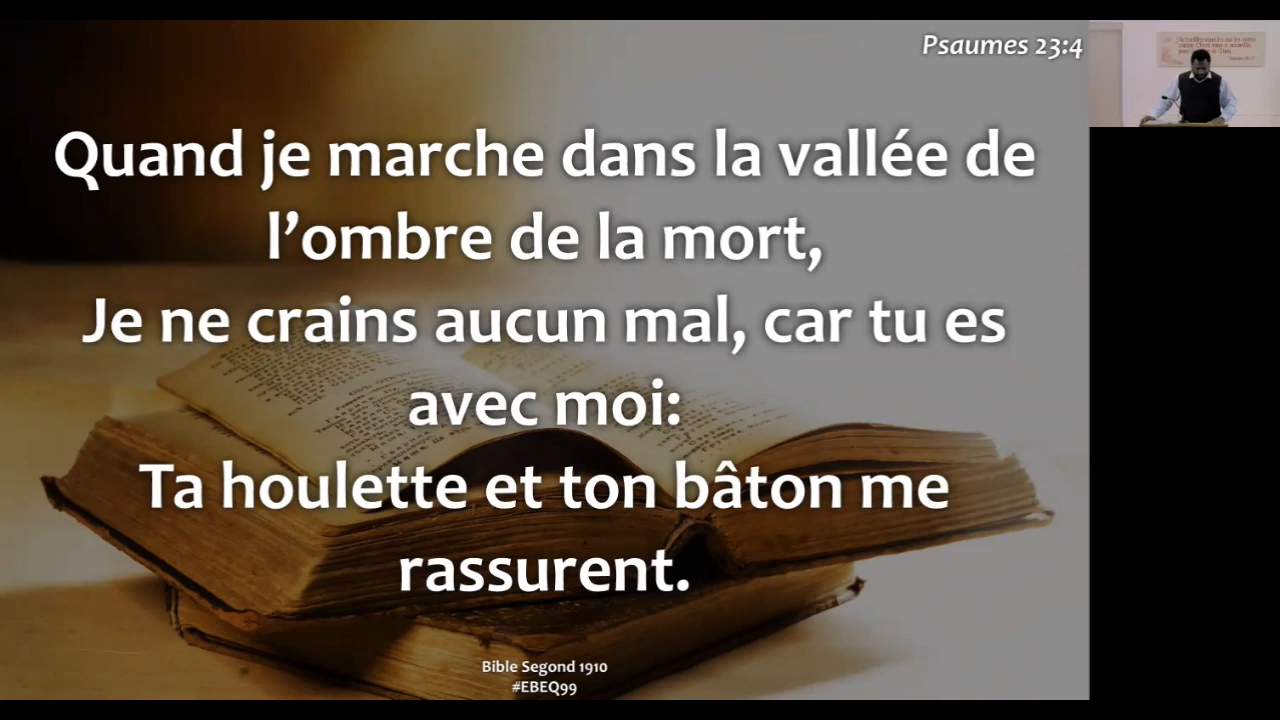 Psaumes 23:4
Quand je marche dans la vallée de
l’ombre de la mort,
Je ne crains aucun mal, car tu es
avec moi:
Ta houlette et ton bâton me
rassurent.
Bible Segond 1910
#EBEQ99